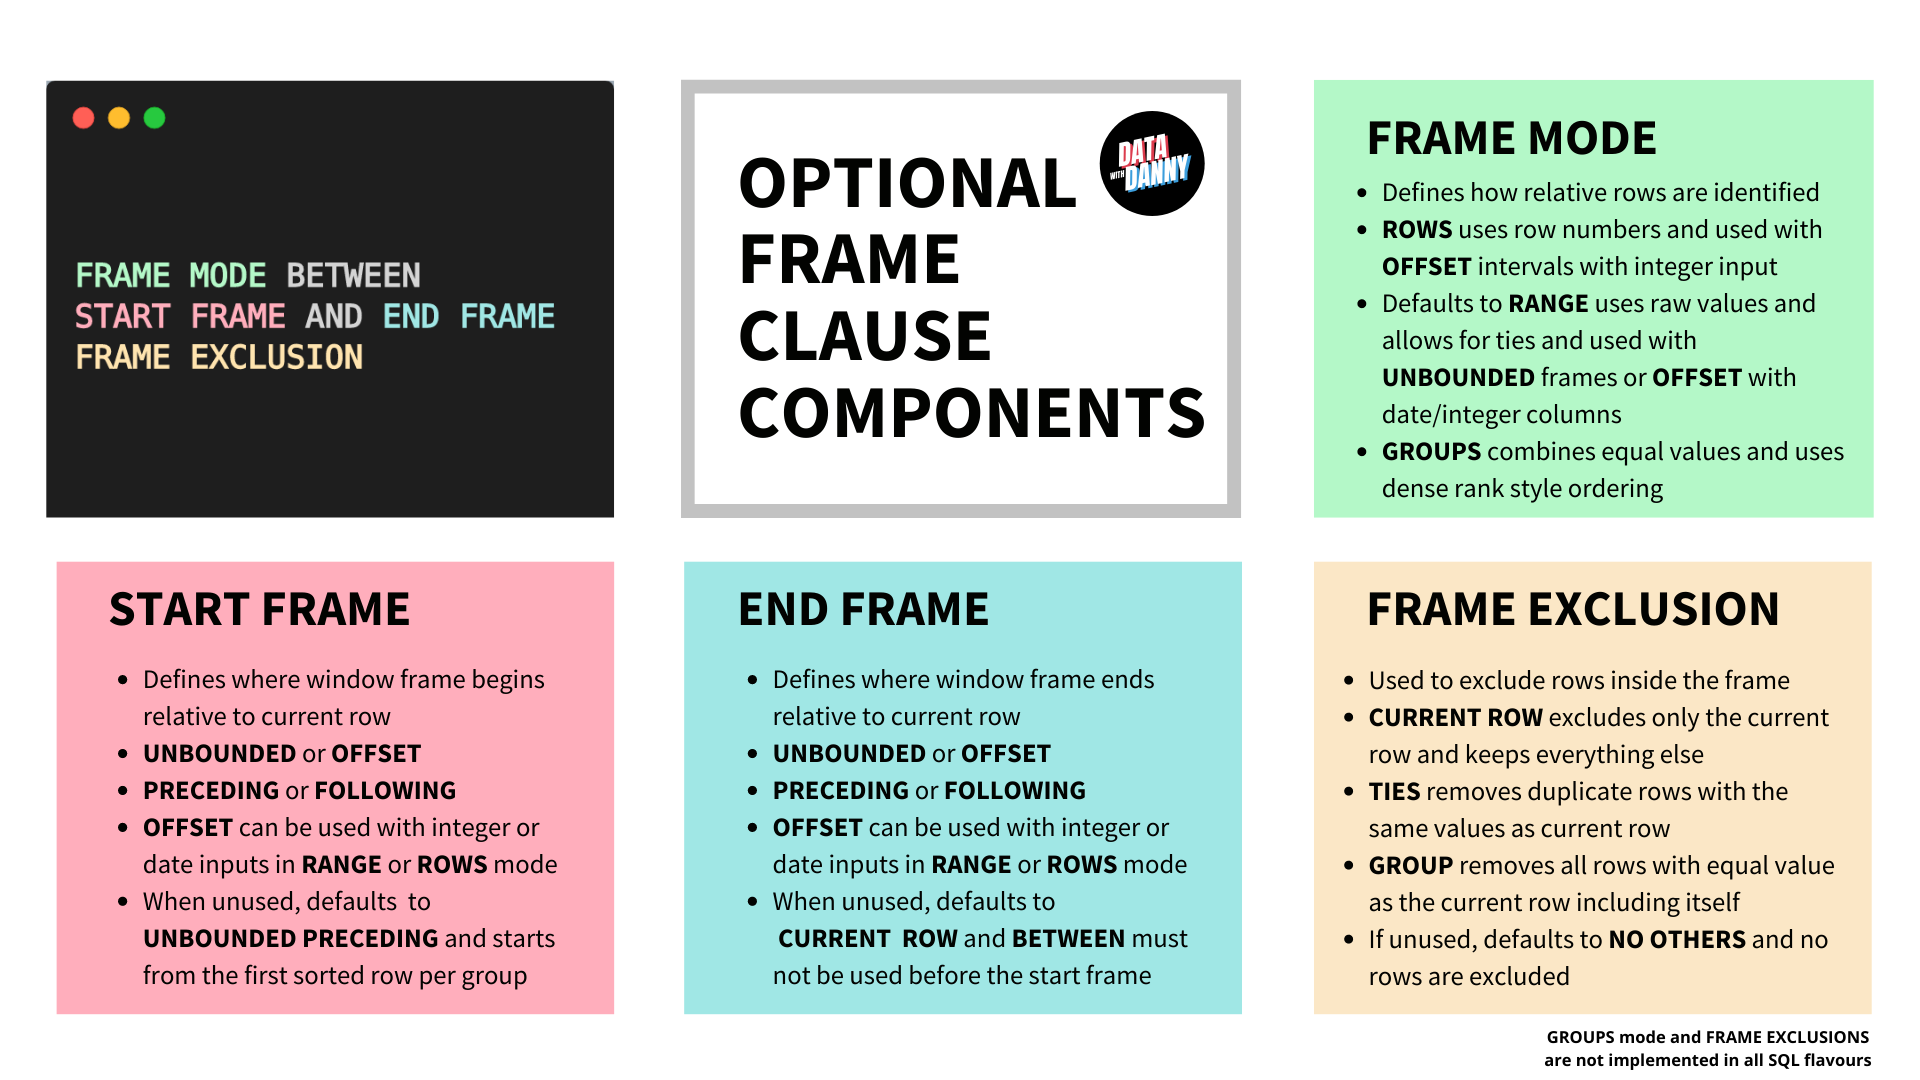 FRAME MODE BETWEEN
START FRAME AND END FRAME
FRAME EXCLUSION
OPTIONAL
FRAME
CLAUSE
COMPONENTS
DATA
WITH DANNY
FRAME MODE
• Defines how relative rows are identified
• ROWS uses row numbers and used with
OFFSET intervals with integer input
• Defaults to RANGE uses raw values and
allows for ties and used with
UNBOUNDED frames or OFFSET with
date/integer columns
• GROUPS combines equal values and uses
dense rank style ordering
START FRAME
• Defines where window frame begins
relative to current row
• UNBOUNDED or OFFSET
• PRECEDING or FOLLOWING
• OFFSET can be used with integer or
date inputs in RANGE or ROWS mode
• When unused, defaults to
UNBOUNDED PRECEDING and starts
from the first sorted row per group
END FRAME
• Defines where window frame ends
relative to current row
• UNBOUNDED or OFFSET
• PRECEDING or FOLLOWING
• OFFSET can be used with integer or
date inputs in RANGE or ROWS mode
• When unused, defaults to
CURRENT ROW and BETWEEN must
not be used before the start frame
FRAME EXCLUSION
• Used to exclude rows inside the frame
• CURRENT ROW excludes only the current
row and keeps everything else
• TIES removes duplicate rows with the
same values as current row
• GROUP removes all rows with equal value
as the current row including itself
• If unused, defaults to NO OTHERS and no
rows are excluded
GROUPS mode and FRAME EXCLUSIONS
are not implemented in all SQL flavours